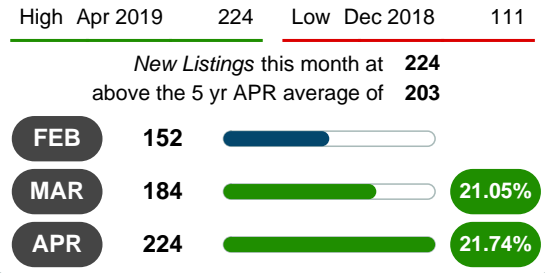 High Apr 2019 224 Low Dec 2018 111
New Listings this month at 224
above the 5 yr APR average of 203
FEB 152
MAR 184 21.05%
APR 224 21.74%